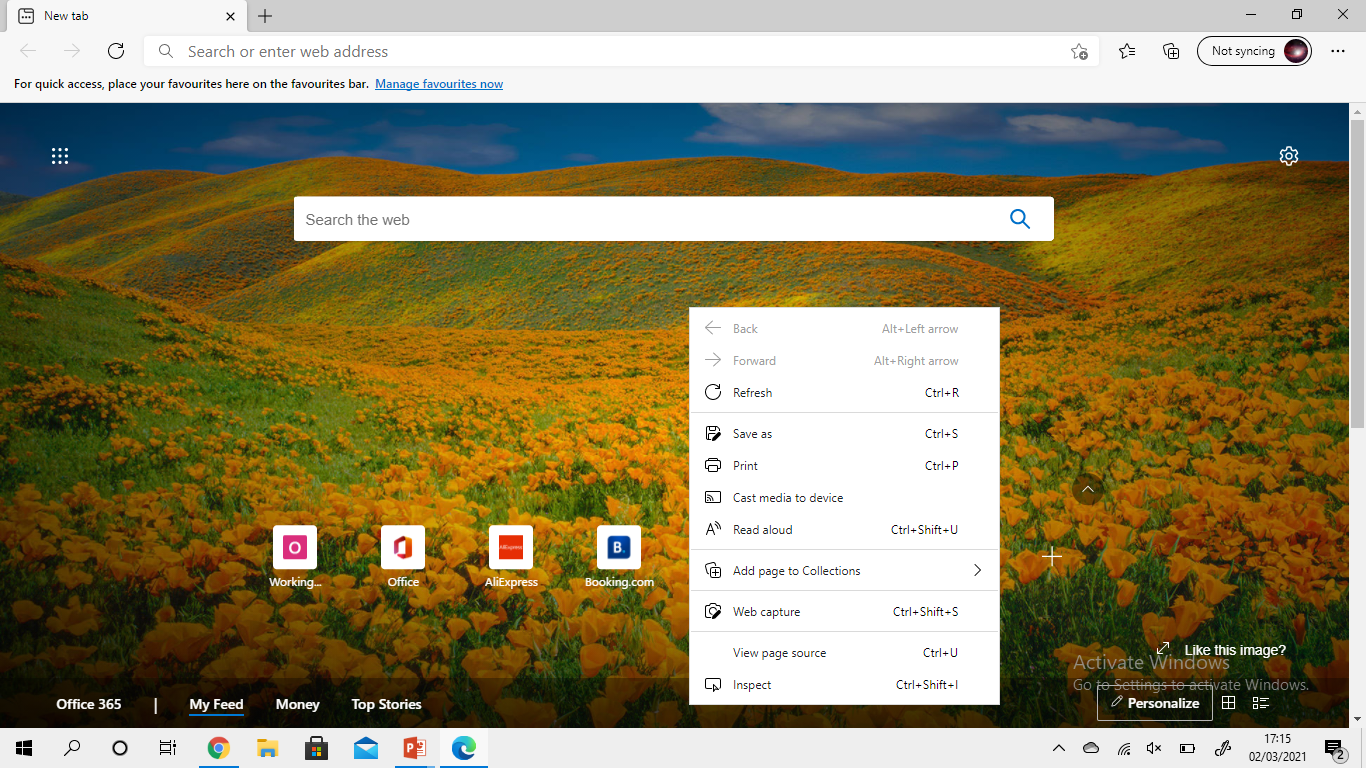 New tab
Search or enter web address
Not syncing
For quick access, place your favourites here on the favourites bar. Manage favourites now
Search the web
Back Alt+Left arrow
Forward Alt+Right arrow
Refresh Ctrl+R
Save as Ctrl+S
Print Ctrl+P
Cast media to device
Read aloud Ctrl+Shift+U
Add page to Collections
Web capture Ctrl+Shift+S
View page source Ctrl+U
Inspect Ctrl+Shift+I
O
AliExpress
B.
Working...
Office
AliExpress
Booking.com
Like this image?
Activate Windows
Go to Settings to activate Windows.
Office 365 | My Feed Money Top Stories
Personalize
17:15
02/03/2021
2